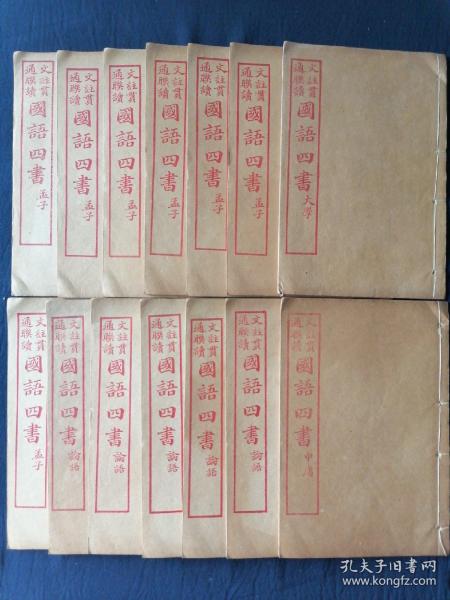 文註貫
通聯讀
國語四書 孟子
文註貫
通聯讀
國語四書 孟子
文註貫
通聯讀
國語四書 孟子
文註貫
通聯讀
國語四書 孟子
文註貫
通聯讀
國語四書 孟子
文註貫
通聯讀
國語四書 孟子
文註貫
通聯讀
國語四書 大學
文註貫
通聯讀
國語四書 孟子
文註貫
通聯讀
國語四書 論語
文註貫
通聯讀
國語四書 論語
文註貫
通聯讀
國語四書 論語
文註貫
通聯讀
國語四書 論語
文註貫
通聯讀
國語四書 論語
文註貫
通聯讀
國語四書 中庸
孔夫子旧书网
www.kongfz.com